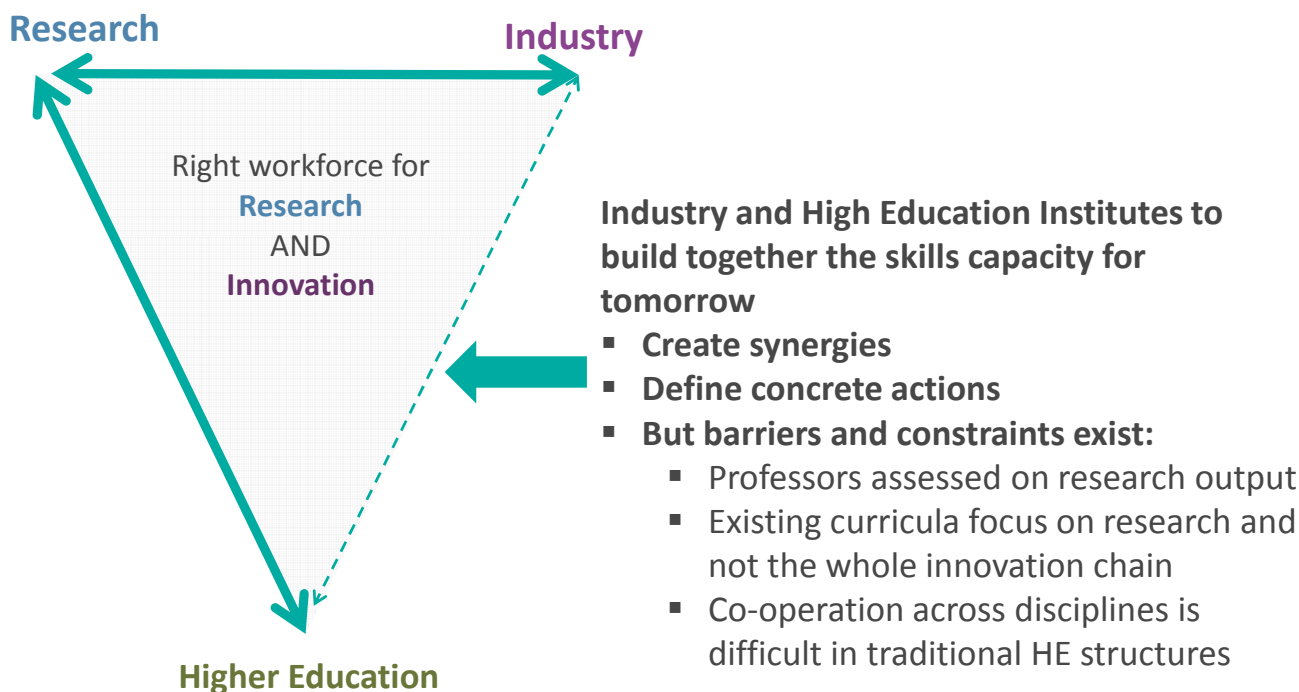 Research
Industry
Right workforce for
Research
AND
Innovation
Higher Education
Industry and High Education Institutes to
build together the skills capacity for
tomorrow
▪ Create synergies
▪ Define concrete actions
▪ But barriers and constraints exist:
▪ Professors assessed on research output
▪ Existing curricula focus on research and
not the whole innovation chain
▪ Co-operation across disciplines is
difficult in traditional HE structures